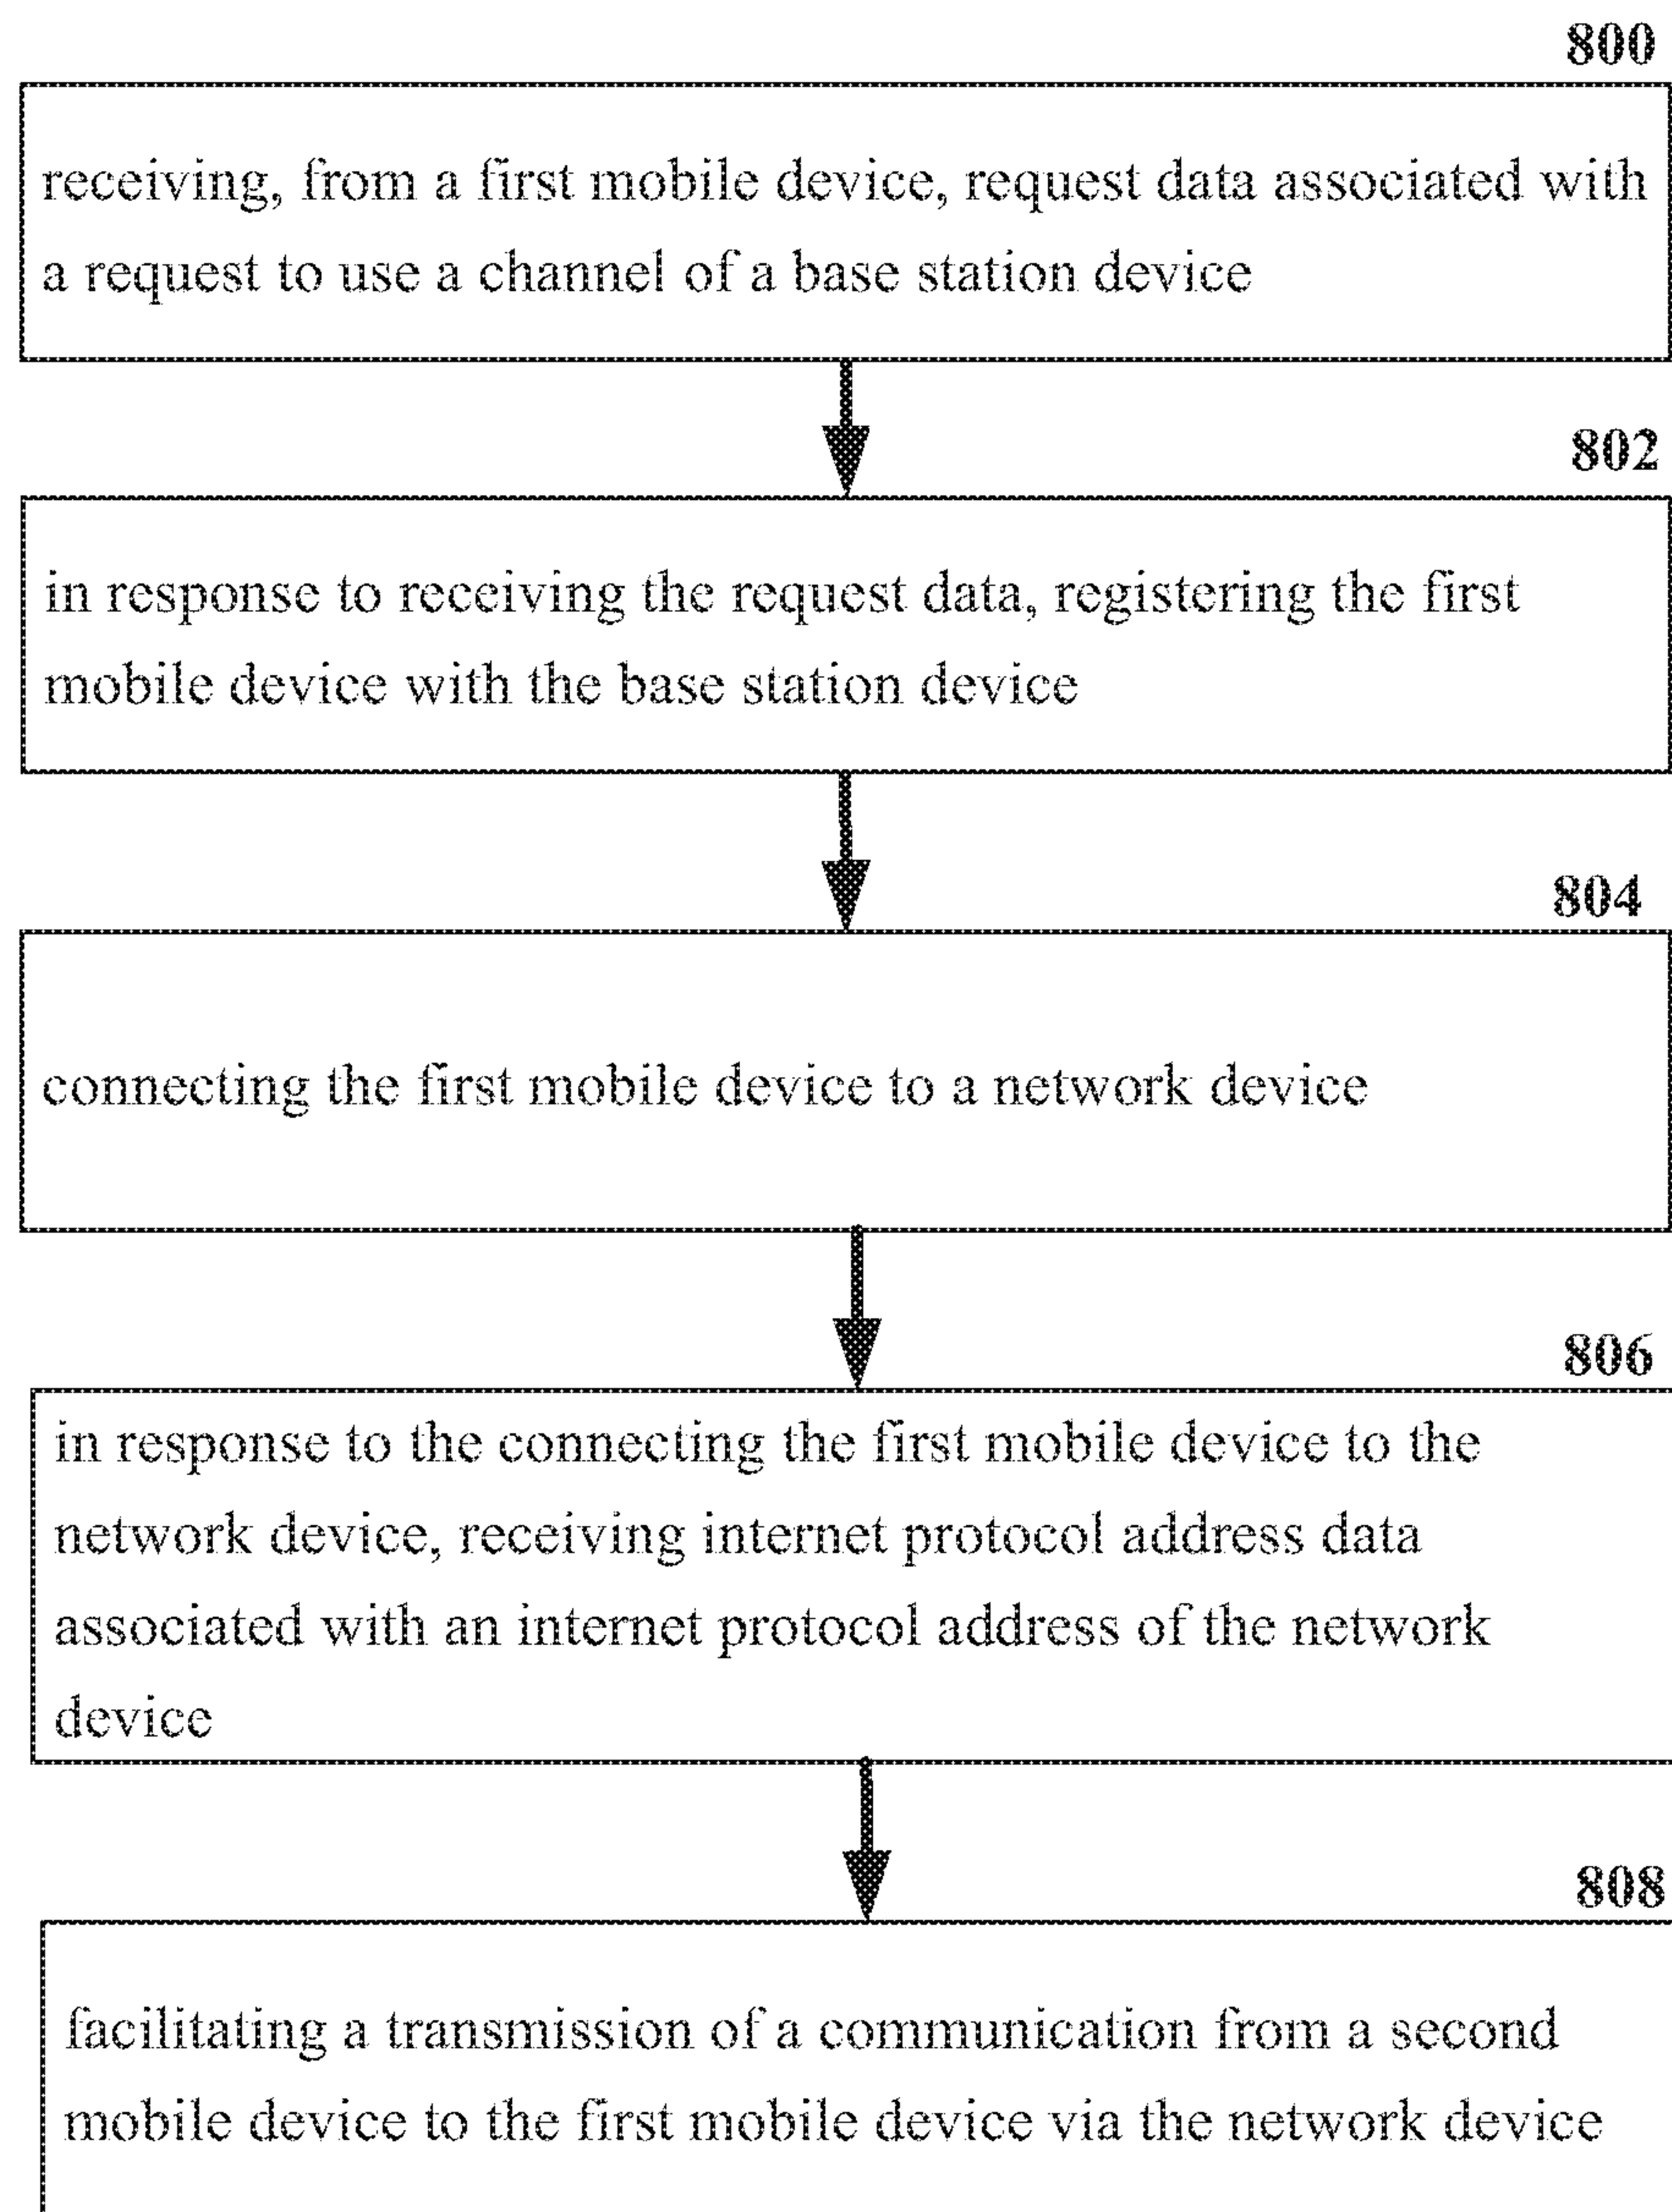 800
receiving, from a first mobile device, request data associated with
a request to use a channel of a base station device
802
in response to receiving the request data, registering the first
mobile device with the base station device
804
connecting the first mobile device to a network device
806
in response to the connecting the first mobile device to the
network device, receiving internet protocol address data
associated with an internet protocol address of the network
device
808
facilitating a transmission of a communication from a second
mobile device to the first mobile device via the network device